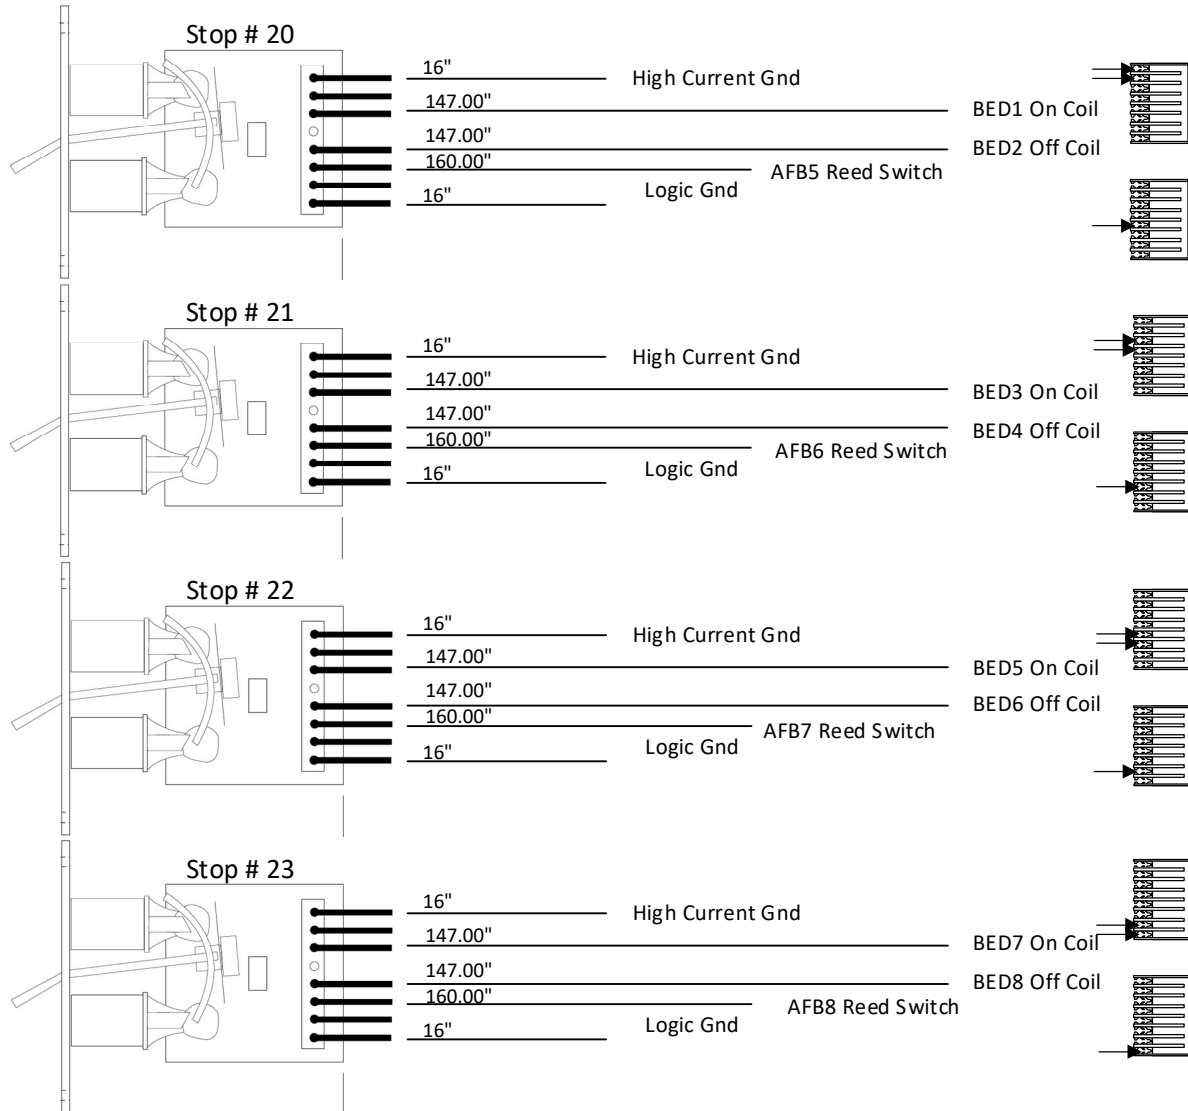 Stop # 20
16"
High Current Gnd
147.00"
BED1 On Coil
147.00"
BED2 Off Coil
160.00"
AFB5 Reed Switch
Logic Gnd
16"
Stop # 21
16"
High Current Gnd
147.00"
BED3 On Coil
147.00"
BED4 Off Coil
160.00"
AFB6 Reed Switch
Logic Gnd
16"
Stop # 22
16"
High Current Gnd
147.00"
BED5 On Coil
147.00"
BED6 Off Coil
160.00"
AFB7 Reed Switch
Logic Gnd
16"
Stop # 23
16"
High Current Gnd
147.00"
BED7 On Coil
147.00"
BED8 Off Coil
160.00"
AFB8 Reed Switch
Logic Gnd
16"